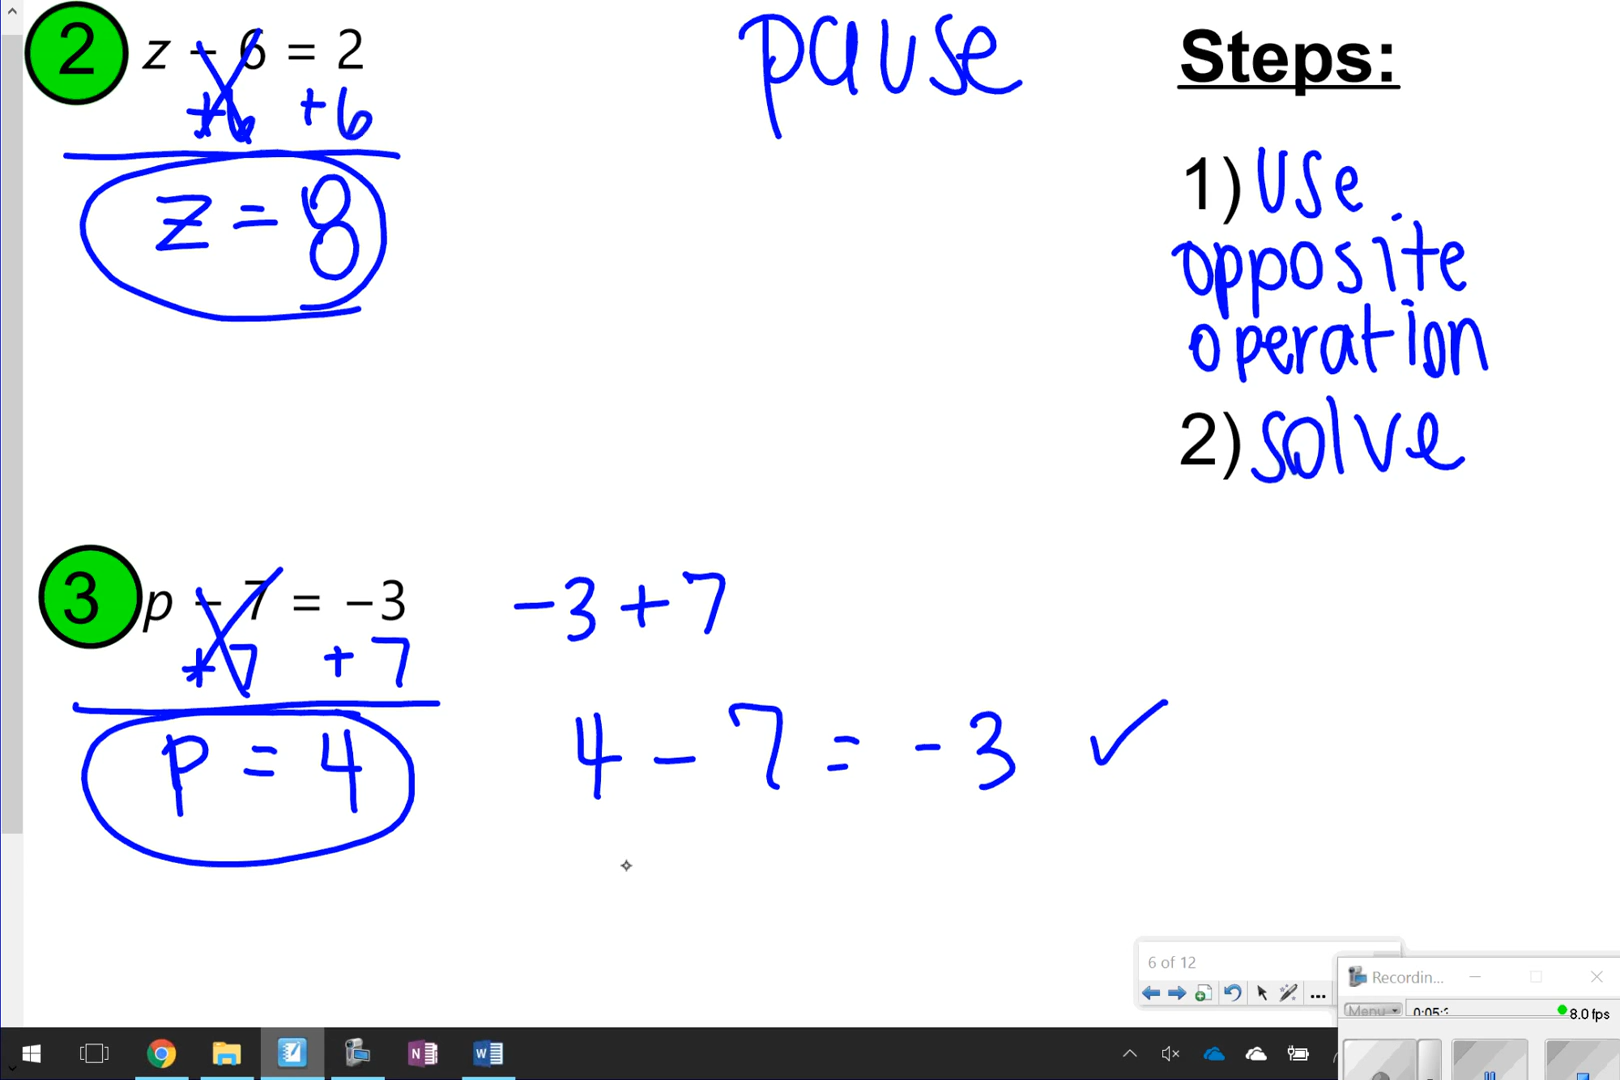 2 z − 6 = 2
+6 +6
z = 8
pause
Steps:
1) use
opposite
operation
2) solve
3 p − 7 = −3
+7 +7
p = 4
-3+7
4 - 7 = -3 ✓
6 of 12
Recordin...
Menu
8.0 fps